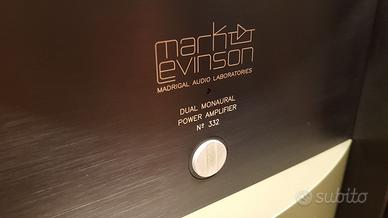 mark
levinson
MADRIGAL AUDIO LABORATORIES
DUAL MONAURAL
POWER AMPLIFIER
Nº 332
subito